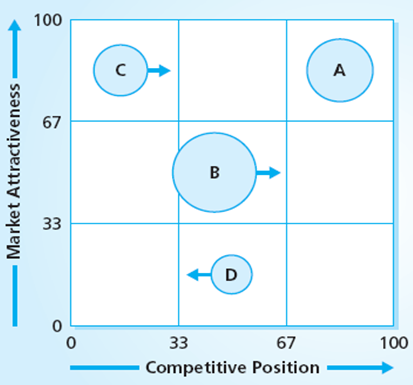 Market Attractiveness
100
67
33
0
C
A
B
D
0 33 67 100
Competitive Position